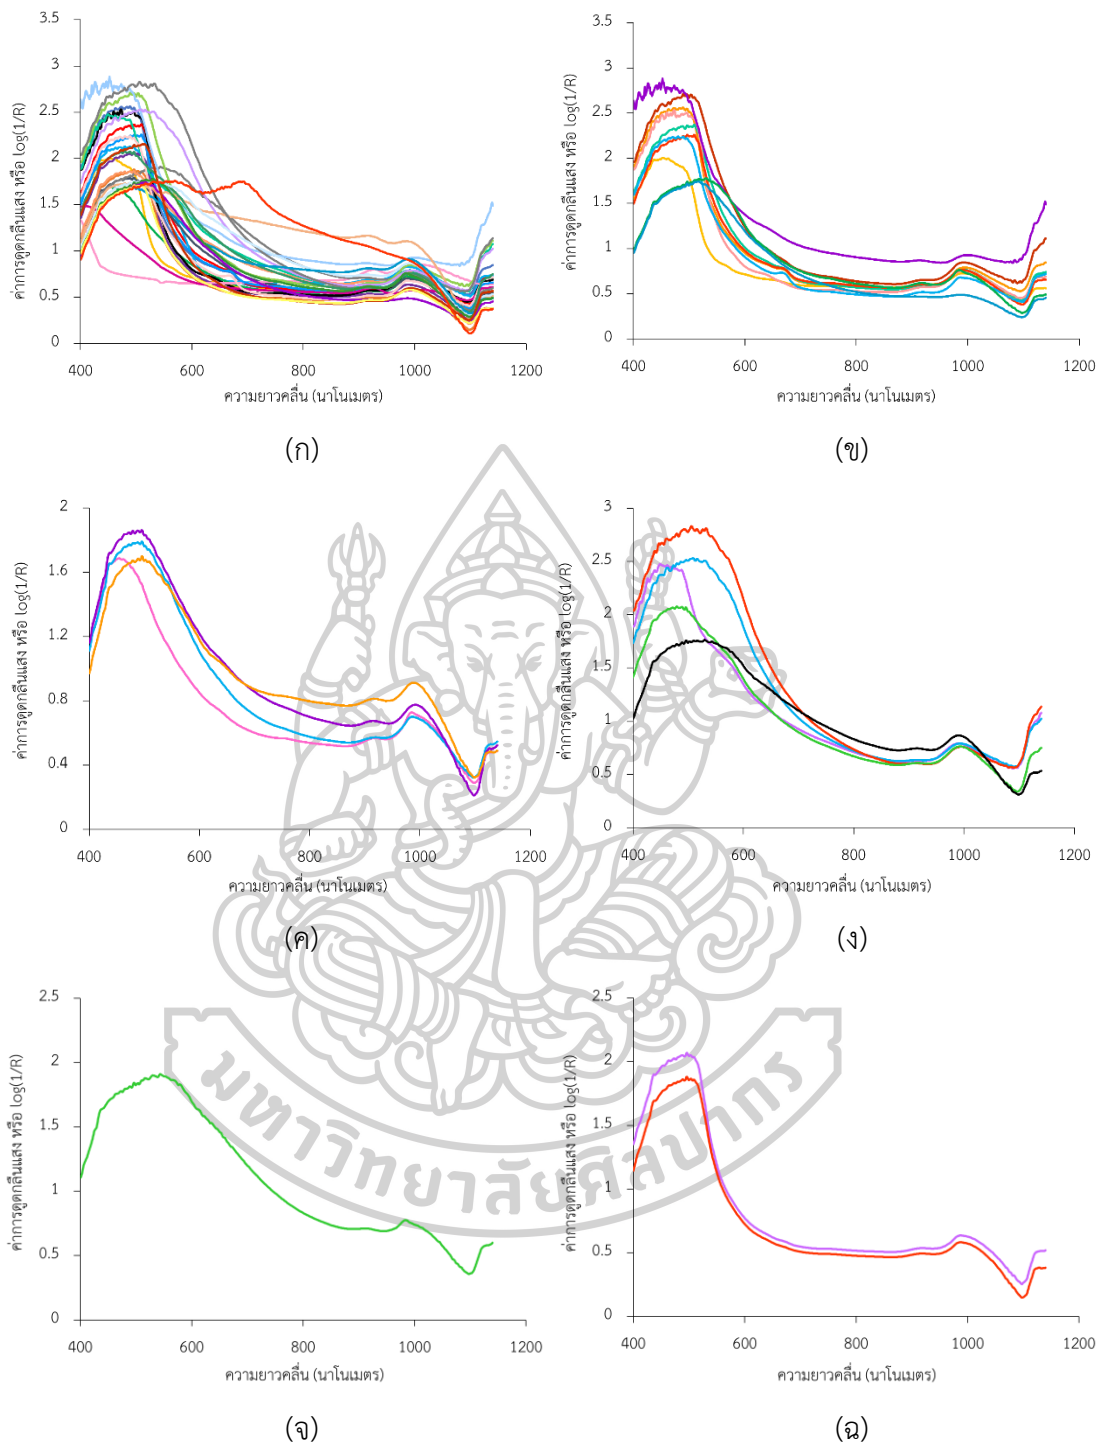 3.5
3
2.5
2
1.5
1
0.5
0
400 600 800 1000 1200
ค่าการดูดกลืนแสง หรือ log(1/R)
ความยาวคลื่น (นาโนเมตร)
(ก)
3.5
3
2.5
2
1.5
1
0.5
0
400 600 800 1000 1200
ค่าการดูดกลืนแสง หรือ log(1/R)
ความยาวคลื่น (นาโนเมตร)
(ข)
2
1.6
1.2
0.8
0.4
0
400 600 800 1000 1200
ค่าการดูดกลืนแสง หรือ log(1/R)
ความยาวคลื่น (นาโนเมตร)
(ค)
3
2.5
2
1.5
1
0.5
0
400 600 800 1000 1200
ค่าการดูดกลืนแสง หรือ log(1/R)
ความยาวคลื่น (นาโนเมตร)
(ง)
2.5
2
1.5
1
0.5
0
400 600 800 1000 1200
ค่าการดูดกลืนแสง หรือ log(1/R)
ความยาวคลื่น (นาโนเมตร)
(จ)
2.5
2
1.5
1
0.5
0
400 600 800 1000 1200
ค่าการดูดกลืนแสง หรือ log(1/R)
ความยาวคลื่น (นาโนเมตร)
(ฉ)
มหาวิทยาลัยศิลปากร